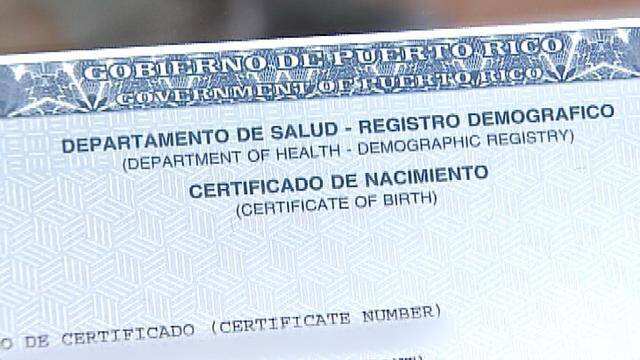 GOBIERNO DE PUERTO RICO
GOVERNMENT OF PUERTO RICO
DEPARTAMENTO DE SALUD - REGISTRO DEMOGRAFICO
(DEPARTMENT OF HEALTH - DEMOGRAPHIC REGISTRY)
CERTIFICADO DE NACIMIENTO
(CERTIFICATE OF BIRTH)
O DE CERTIFICADO (CERTIFICATE NUMBER)